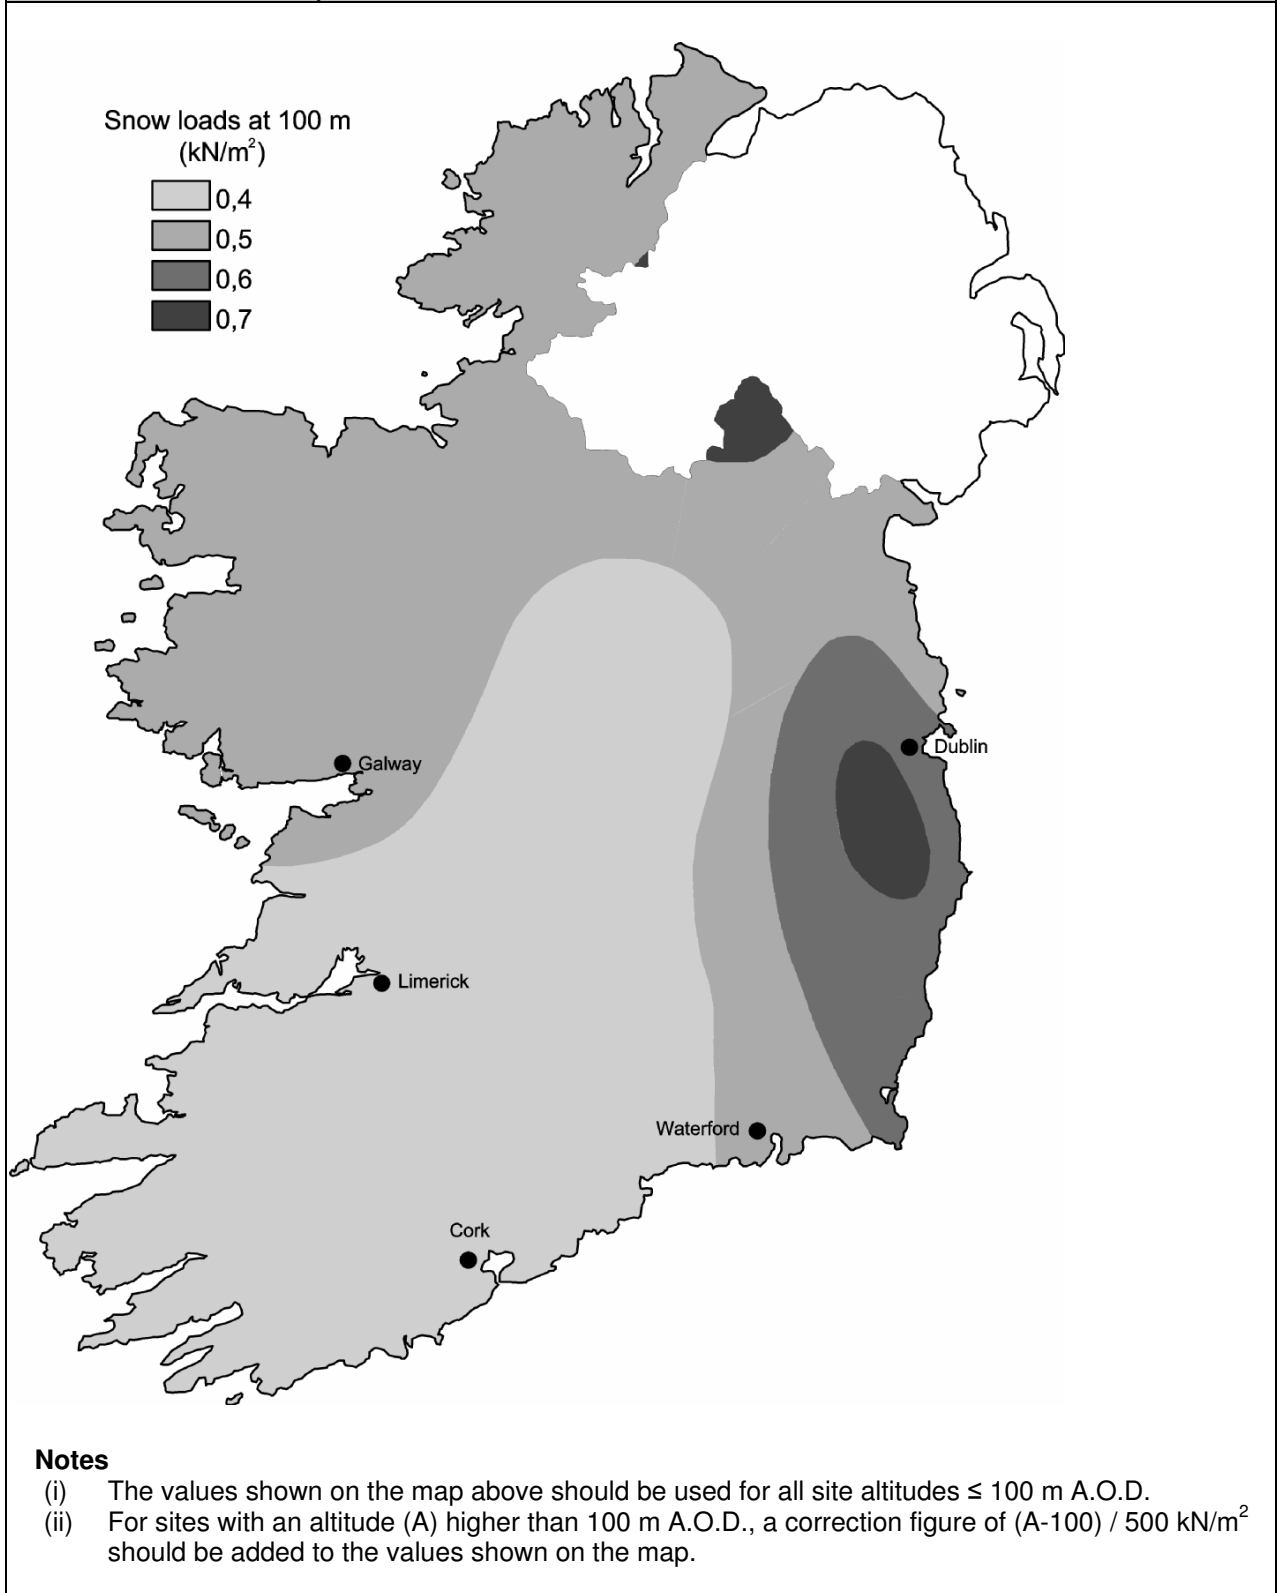 Snow loads at 100 m
(kN/m²)
0,4
0,5
0,6
0,7
Galway
Dublin
Limerick
Waterford
Cork
Notes
(i) The values shown on the map above should be used for all site altitudes ≤ 100 m A.O.D.
(ii) For sites with an altitude (A) higher than 100 m A.O.D., a correction figure of (A-100) / 500 kN/m²
should be added to the values shown on the map.